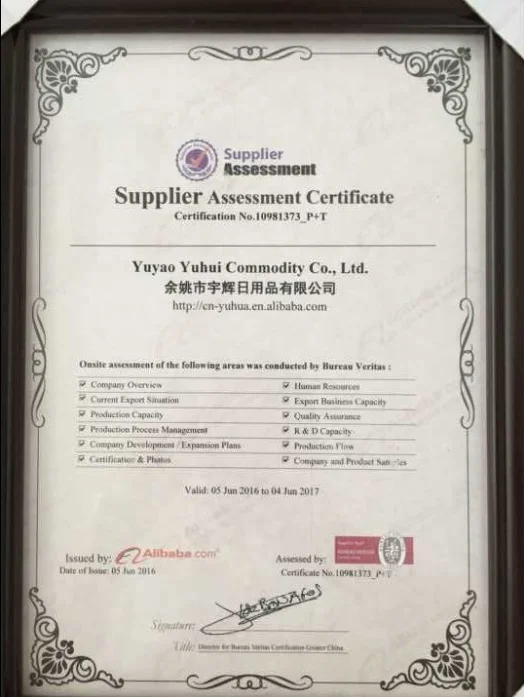 Supplier
Assessment
Supplier Assessment Certificate
Certification No.10981373_P+T
Yuyao Yuhui Commodity Co., Ltd.
余姚市宇辉日用品有限公司
http://cn-yuhua.en.alibaba.com
Onsite assessment of the following areas was conducted by Bureau Veritas :
Company Overview
Human Resources
Current Export Situation
Export Business Capacity
Production Capacity
Quality Assurance
Production Process Management
R & D Capacity
Company Development / Expansion Plans
Production Flow
Certification & Photos
Company and Product Samples
Valid: 05 Jun 2016 to 04 Jun 2017
Issued by: Alibaba.com
Assessed by:
Date of Issue: 05 Jun 2016
Certificate No.10981373_P+T
Signature:
Title: Director for Bureau Veritas Certification Greater China